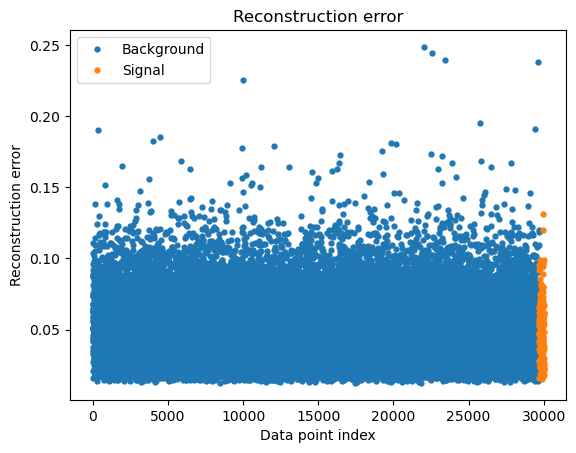 Reconstruction error
Background
Signal
Reconstruction error
0.25
0.20
0.15
0.10
0.05
0
5000
10000
15000
20000
25000
30000
Data point index